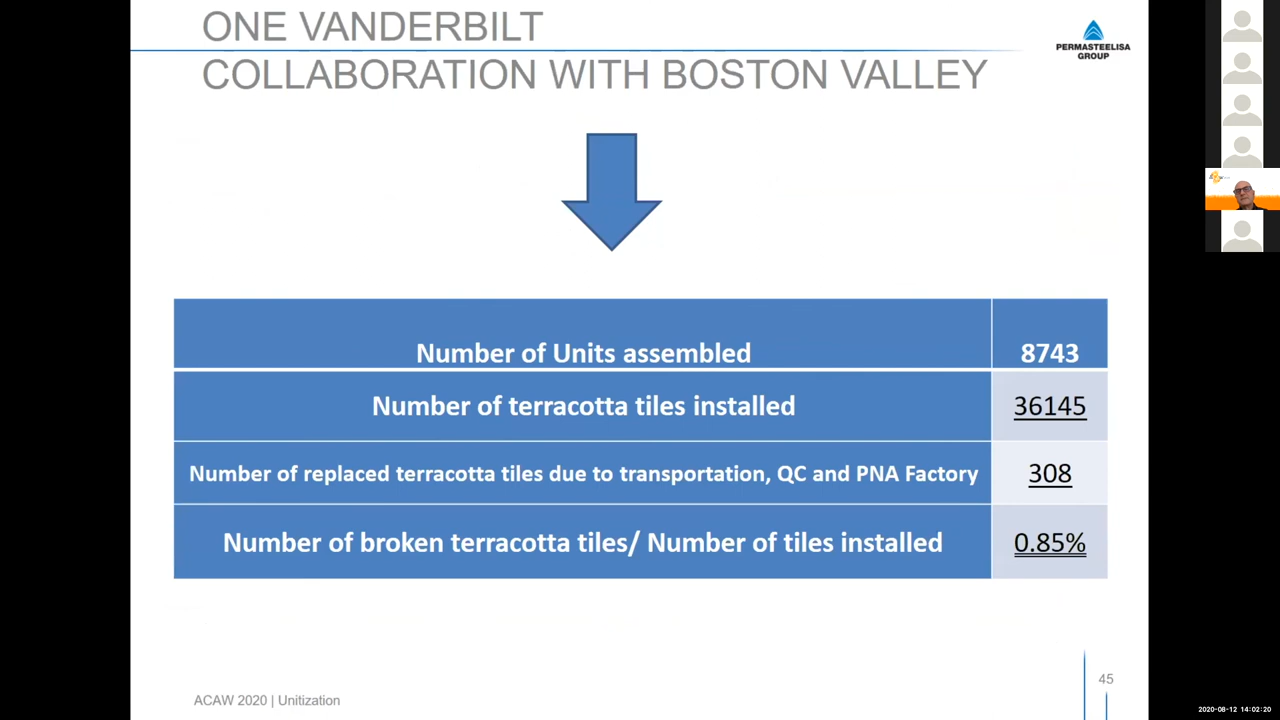 ONE VANDERBILT
COLLABORATION WITH BOSTON VALLEY
PERMASTEELISA
GROUP
Number of Units assembled 8743
Number of terracotta tiles installed 36145
Number of replaced terracotta tiles due to transportation, QC and PNA Factory 308
Number of broken terracotta tiles/ Number of tiles installed 0.85%
ACAW 2020 | Unitization
45
2020-08-12 14:02:20